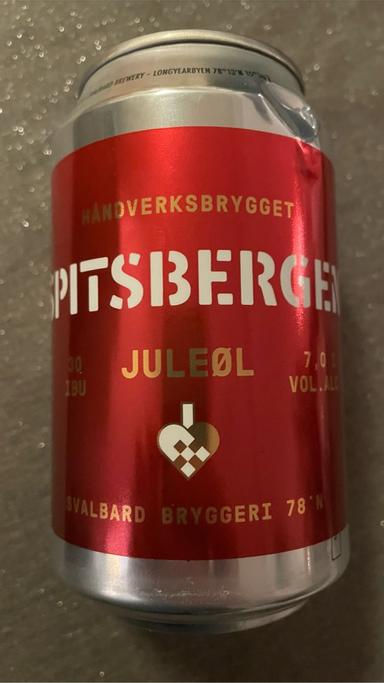 BREWERY - LONGYEARBYEN 78°13'N
HÅNDVERKSBRYGGET
SPITSBERGEN
JULEØL
30
IBU
7,0
VOL.ALC
SVALBARD BRYGGERI 78°N